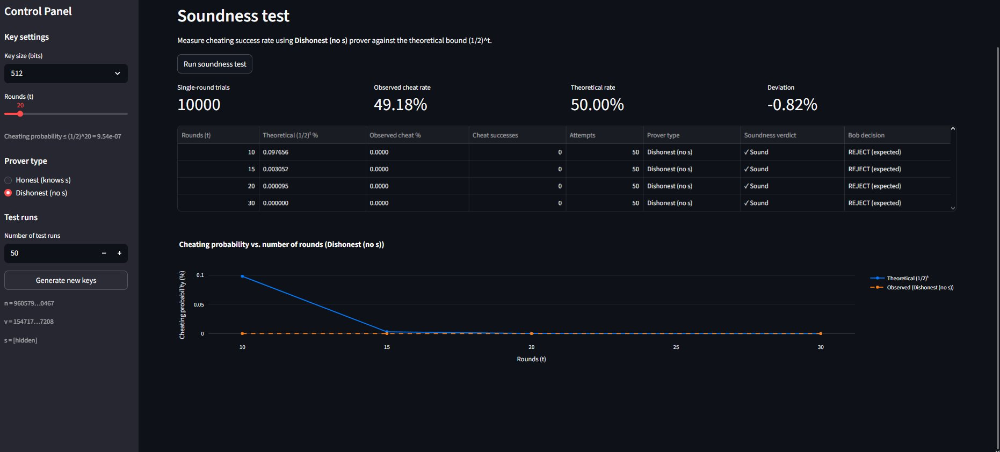 Control Panel
Key settings
Key size (bits)
512
Rounds (t)
20
Cheating probability ≤ (1/2)^20 = 9.54e-07
Prover type
Honest (knows s)
Dishonest (no s)
Test runs
Number of test runs
50 − +
Generate new keys
n = 960579…0467
v = 154717…7208
s = [hidden]
Soundness test
Measure cheating success rate using Dishonest (no s) prover against the theoretical bound (1/2)^t.
Run soundness test
Single-round trials Observed cheat rate Theoretical rate Deviation
10000 49.18% 50.00% -0.82%
Rounds (t) Theoretical (1/2)ᵗ % Observed cheat % Cheat successes Attempts Prover type Soundness verdict Bob decision
10 0.097656 0.0000 0 50 Dishonest (no s) ✓ Sound REJECT (expected)
15 0.003052 0.0000 0 50 Dishonest (no s) ✓ Sound REJECT (expected)
20 0.000095 0.0000 0 50 Dishonest (no s) ✓ Sound REJECT (expected)
30 0.000000 0.0000 0 50 Dishonest (no s) ✓ Sound REJECT (expected)
Cheating probability vs. number of rounds (Dishonest (no s))
Cheating probability (%)
0.1
0.05
0
10 15 20 25 30
Rounds (t)
Theoretical (1/2)ᵗ
Observed (Dishonest (no s))